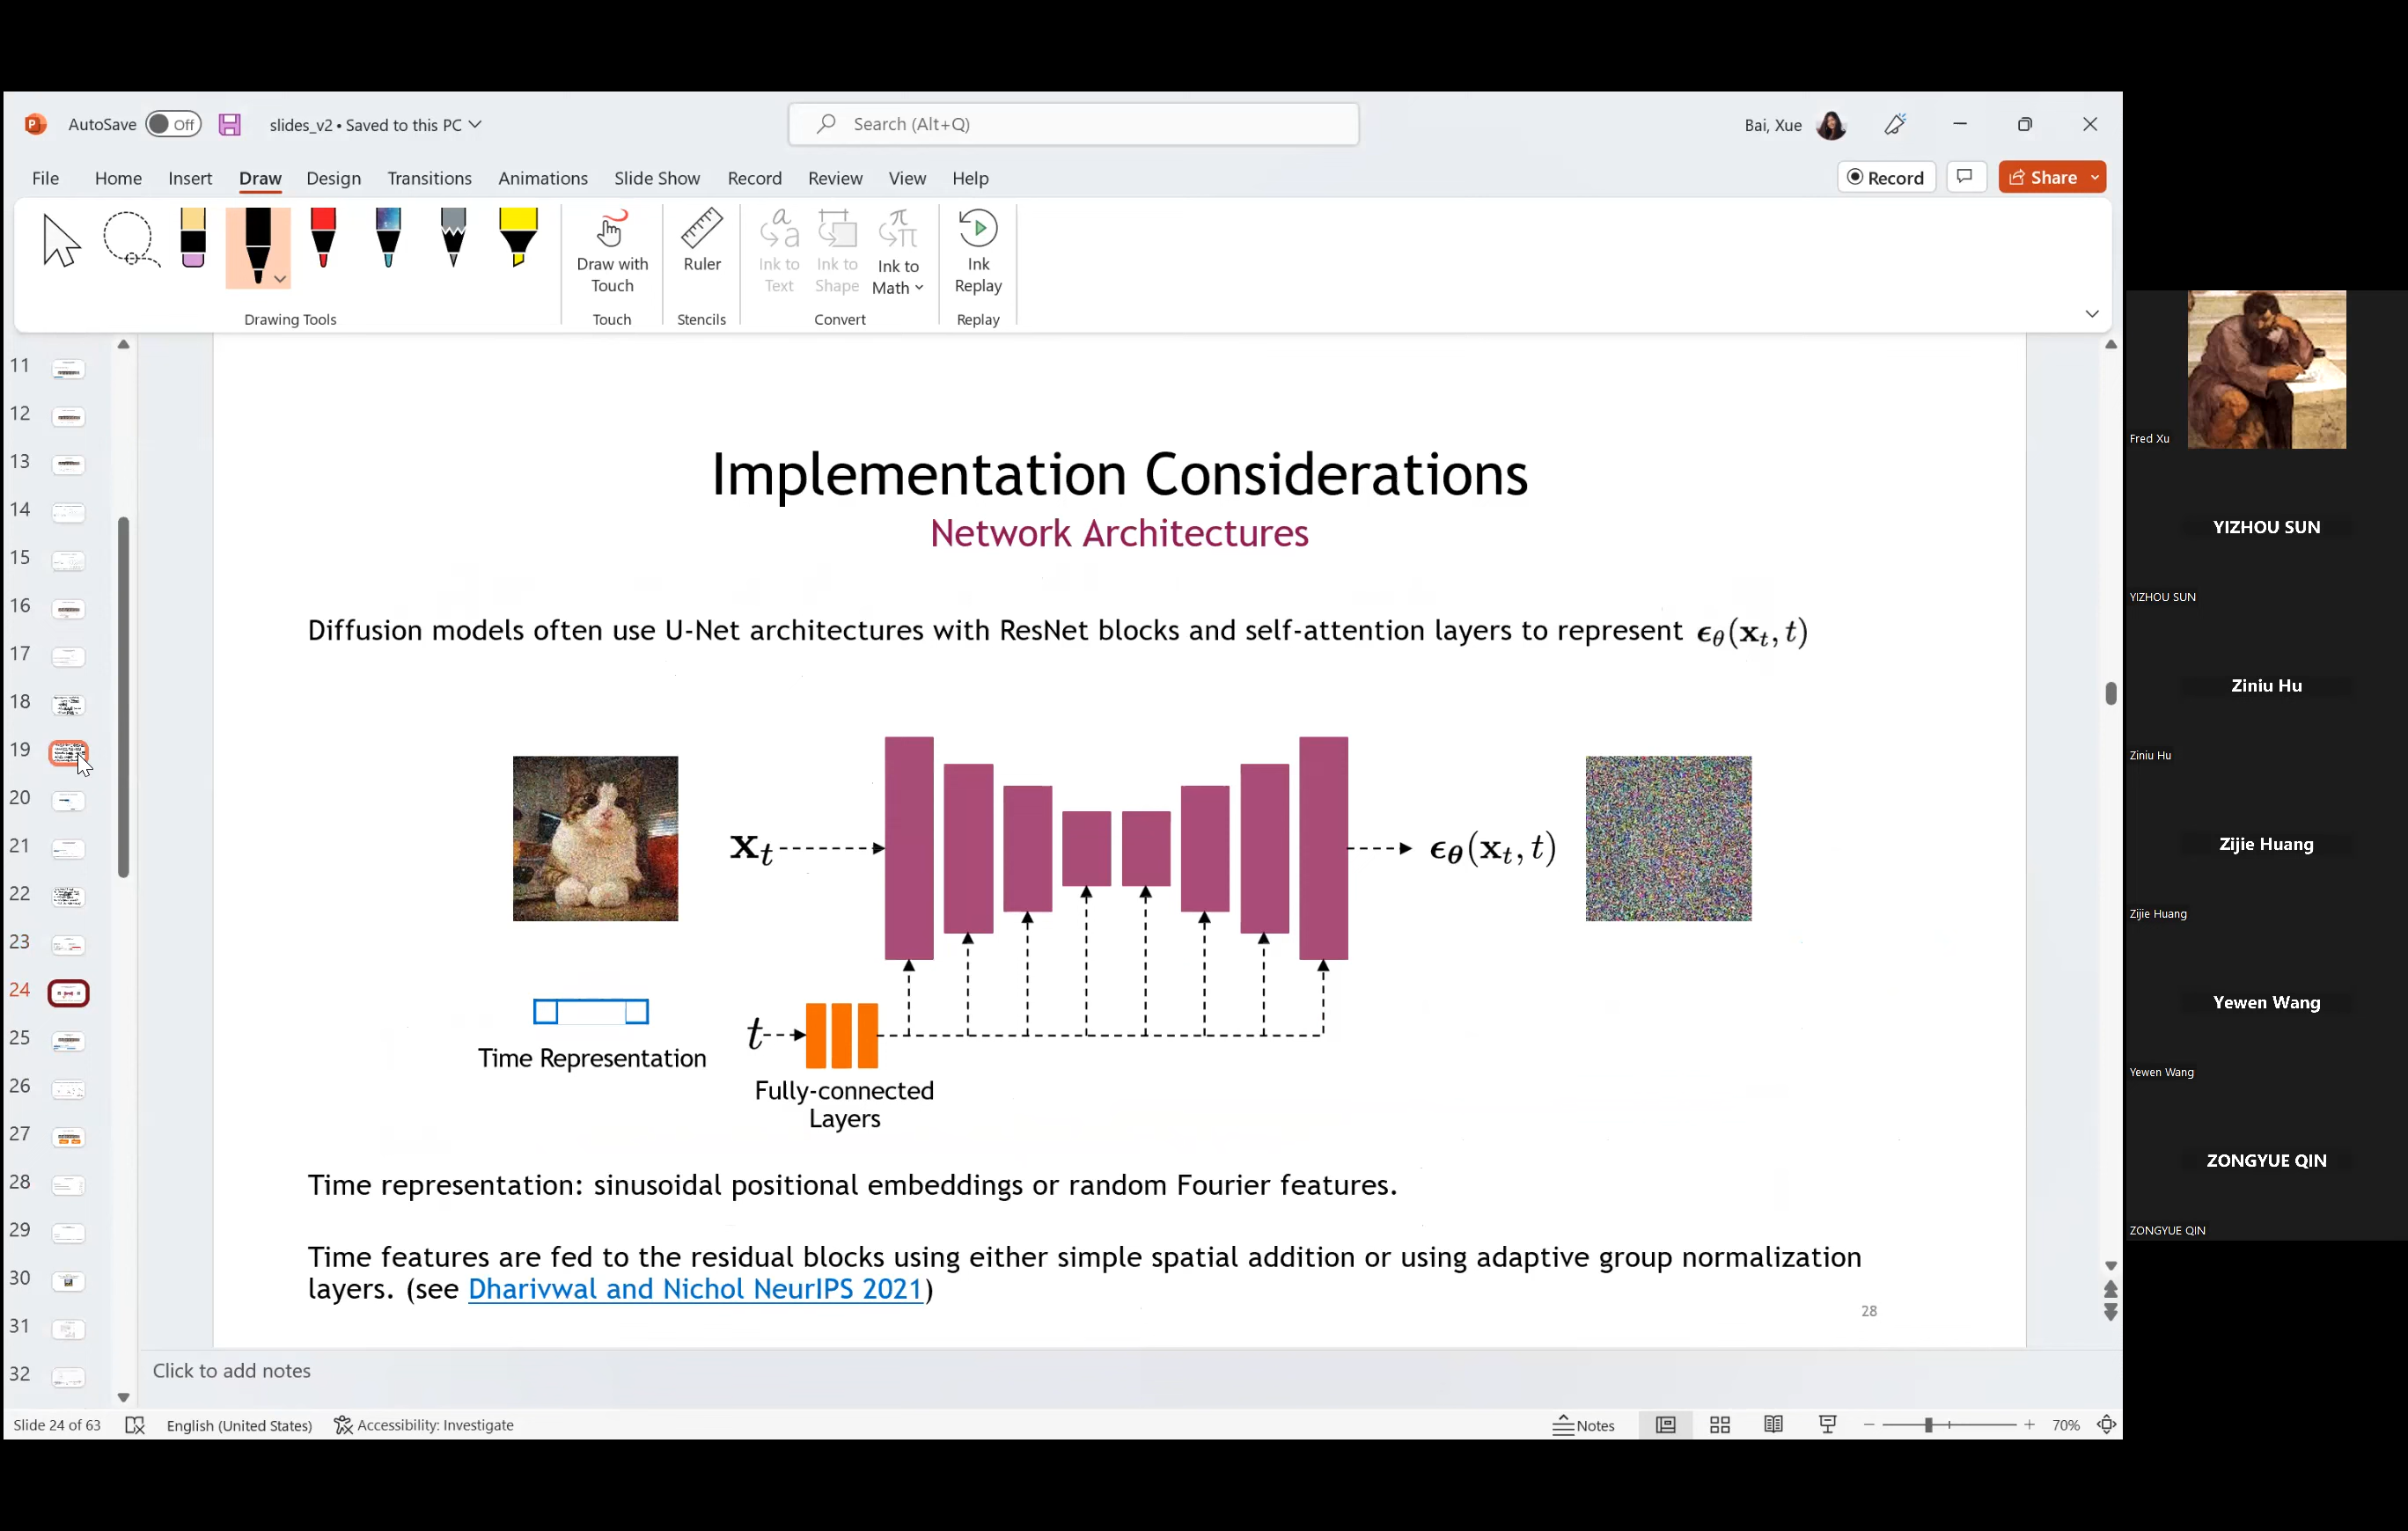 AutoSave Off slides_v2 • Saved to this PC Search (Alt+Q) Bai, Xue
File Home Insert Draw Design Transitions Animations Slide Show Record Review View Help Record Share
Draw with Touch
Ruler
Ink to Text
Ink to Shape
Ink to Math
Ink Replay
Drawing Tools Touch Stencils Convert Replay
11
12
13
14
15
16
17
18
19
20
21
22
23
24
25
26
27
28
29
30
31
32
Implementation Considerations
Network Architectures
Diffusion models often use U-Net architectures with ResNet blocks and self-attention layers to represent ϵθ(xt, t)
xt
ϵθ(xt, t)
t
Time Representation
Fully-connected
Layers
Time representation: sinusoidal positional embeddings or random Fourier features.
Time features are fed to the residual blocks using either simple spatial addition or using adaptive group normalization
layers. (see Dharivwal and Nichol NeurIPS 2021)
28
Click to add notes
Slide 24 of 63 English (United States) Accessibility: Investigate Notes 70%
Fred Xu
YIZHOU SUN
YIZHOU SUN
Ziniu Hu
Ziniu Hu
Zijie Huang
Zijie Huang
Yewen Wang
Yewen Wang
ZONGYUE QIN
ZONGYUE QIN